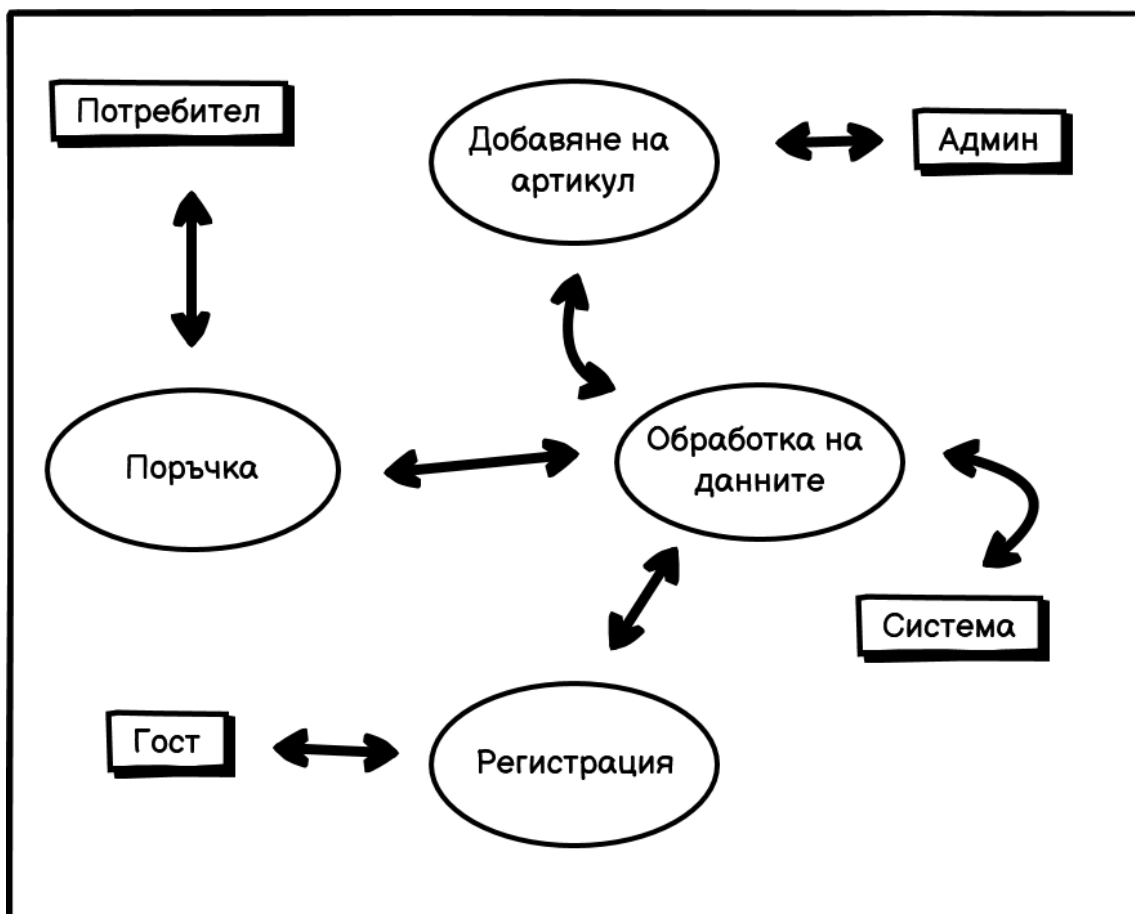 Потребител
Добавяне на
артикул
Админ
Поръчка
Обработка на
данните
Система
Гост
Регистрация